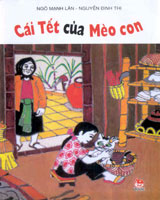 NGÔ MẠNH LÂN - NGUYỄN ĐÌNH THI
Cái Tết của Mèo con